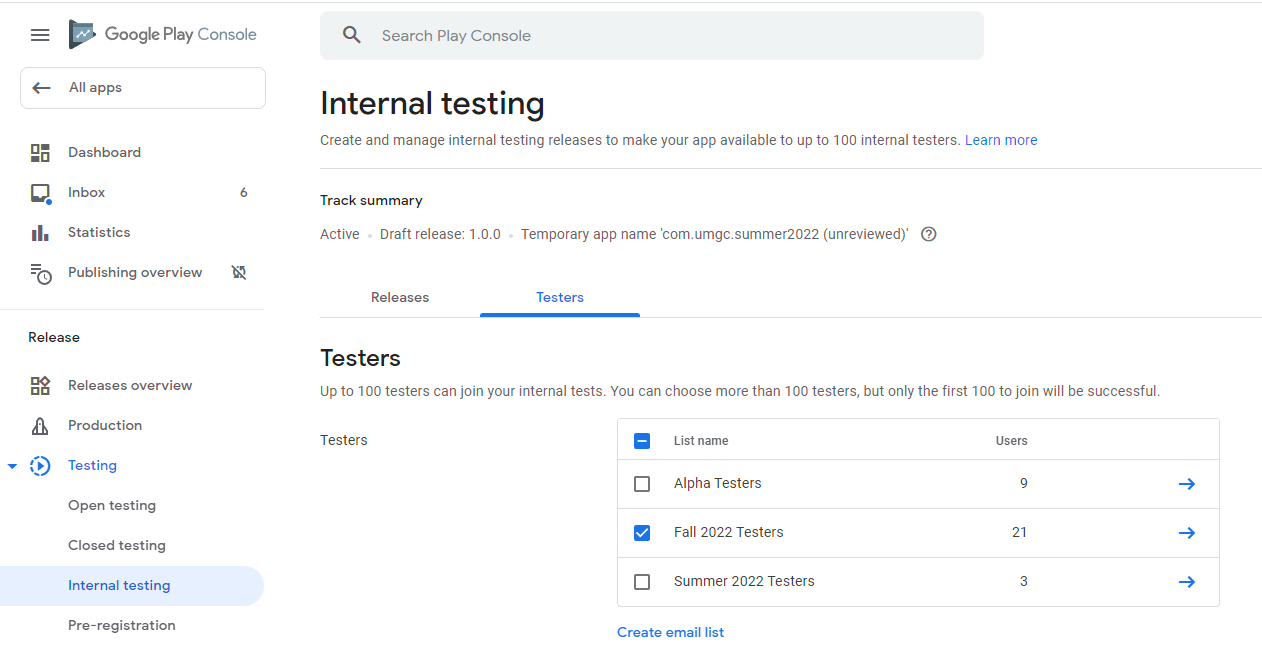 Google Play Console
Search Play Console
All apps
Dashboard
Inbox 6
Statistics
Publishing overview
Release
Releases overview
Production
Testing
Open testing
Closed testing
Internal testing
Pre-registration
Internal testing
Create and manage internal testing releases to make your app available to up to 100 internal testers. Learn more
Track summary
Active • Draft release: 1.0.0 • Temporary app name 'com.umgc.summer2022 (unreviewed)' ?
Releases Testers
Testers
Up to 100 testers can join your internal tests. You can choose more than 100 testers, but only the first 100 to join will be successful.
Testers
List name Users
Alpha Testers 9
Fall 2022 Testers 21
Summer 2022 Testers 3
Create email list